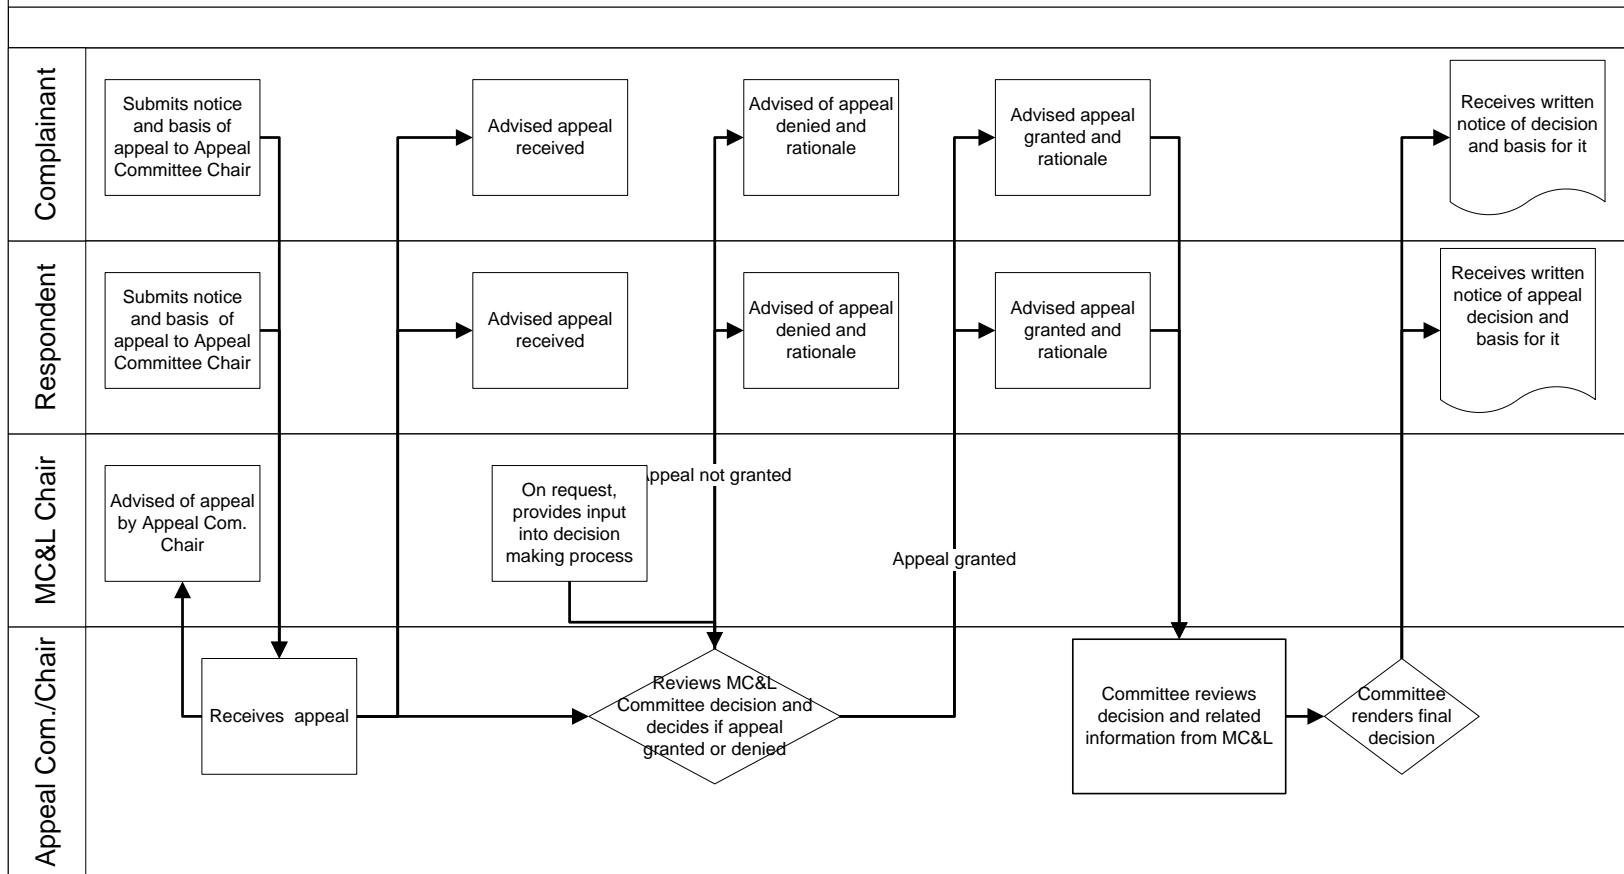 Complainant
Submits notice
and basis of
appeal to Appeal
Committee Chair
Advised appeal
received
Advised of appeal
denied and
rationale
Advised appeal
granted and
rationale
Receives written
notice of decision
and basis for it
Respondent
Submits notice
and basis of
appeal to Appeal
Committee Chair
Advised appeal
received
Advised of appeal
denied and
rationale
Advised appeal
granted and
rationale
Receives written
notice of appeal
decision and
basis for it
MC&L Chair
Advised of appeal
by Appeal Com.
Chair
On request,
provides input
into decision
making process
Appeal not granted
Appeal granted
Appeal Com./Chair
Receives appeal
Reviews MC&L
Committee decision and
decides if appeal
granted or denied
Committee reviews
decision and related
information from MC&L
Committee
renders final
decision